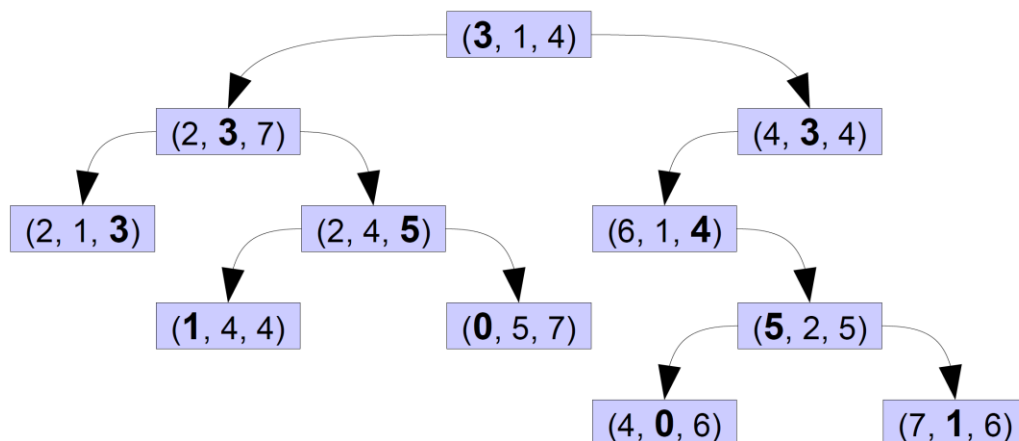 (3, 1, 4)
(2, 3, 7)
(4, 3, 4)
(2, 1, 3)
(2, 4, 5)
(6, 1, 4)
(1, 4, 4)
(0, 5, 7)
(5, 2, 5)
(4, 0, 6)
(7, 1, 6)